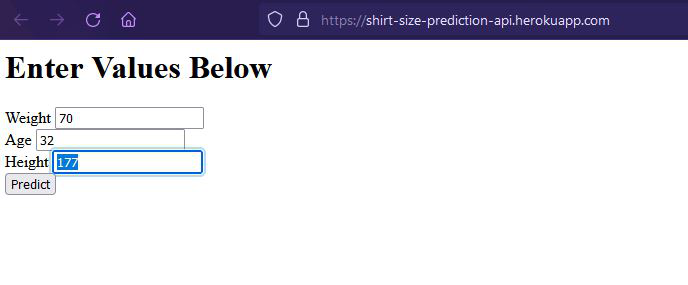 https://shirt-size-prediction-api.herokuapp.com
Enter Values Below
Weight 70
Age 32
Height 177
Predict